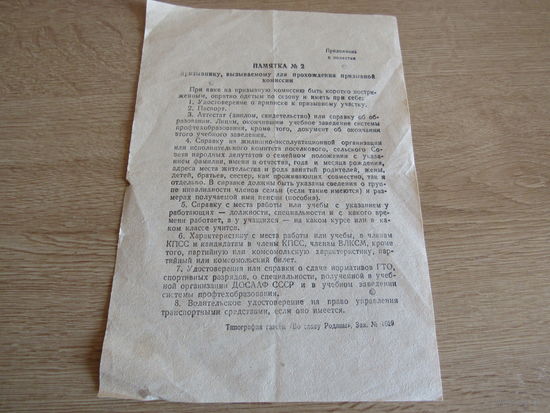 Приложение
к повестке
ПАМЯТКА № 2
призывнику, вызываемому для прохождения призывной
комиссии
При явке на призывную комиссию быть коротко постри-
женным, опрятно одетым по сезону и иметь при себе:
1. Удостоверение о приписке к призывному участку.
2. Паспорт.
3. Аттестат (диплом, свидетельство) или справку об об-
разовании. Лицам, окончившим учебное заведение системы
профтехобразования, кроме того, документ об окончании
этого учебного заведения.
4. Справку из жилищно-эксплуатационной организации
или исполнительного комитета поселкового, сельского Со-
вета народных депутатов о семейном положении с указа-
нием фамилии, имени и отчества, года и месяца рождения,
адреса места жительства и рода занятий родителей, жены,
детей, братьев, сестер, как проживающих совместно, так и
отдельно. В справке должны быть указаны сведения о груп-
пе инвалидности членов семьи (если такие имеются) и раз-
мерах получаемой ими пенсии (пособия).
5. Справку с места работы или учебы с указанием у
работающих — должности, специальности и с какого време-
ни работает, а у учащихся — на каком курсе или в ка-
ком классе учится.
6. Характеристику с места работы или учебы, а членам
КПСС и кандидатам в члены КПСС, членам ВЛКСМ, кроме
того, партийную или комсомольскую характеристику, пар-
тийный или комсомольский билет.
7. Удостоверения или справки о сдаче нормативов ГТО,
спортивных разрядов, о специальности, полученной в учеб-
ной организации ДОСААФ СССР и в учебном заведении
системы профтехобразования.
8. Водительское удостоверение на право управления
транспортными средствами, если оно имеется.
Типография газеты «Во славу Родины», Зак. №